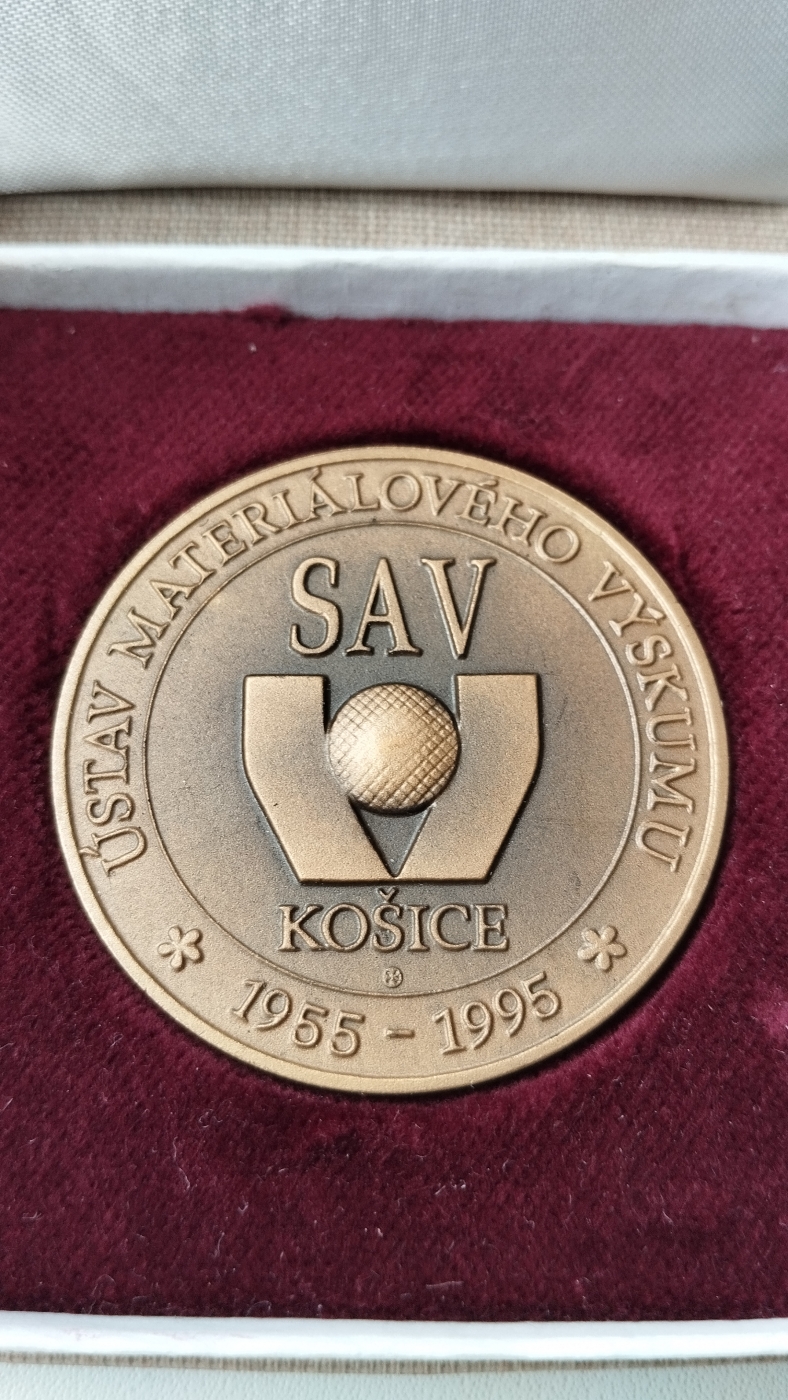 ÚSTAV MATERIÁLOVÉHO VÝSKUMU
SAV
KOŠICE
1955 - 1995